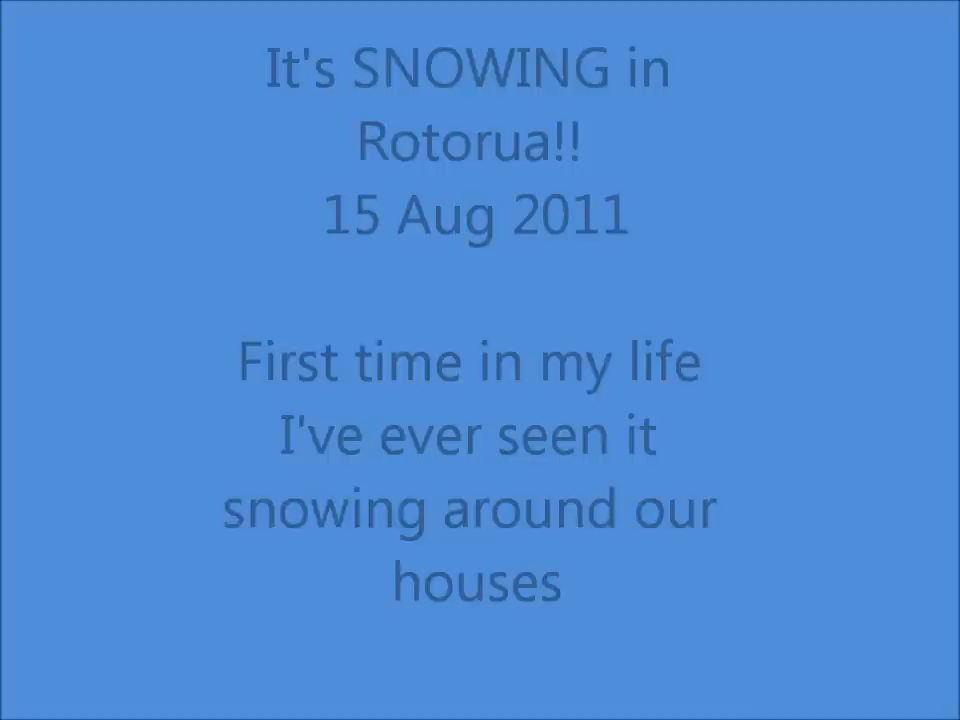 It's SNOWING in
Rotorua!!
15 Aug 2011
First time in my life
I've ever seen it
snowing around our
houses